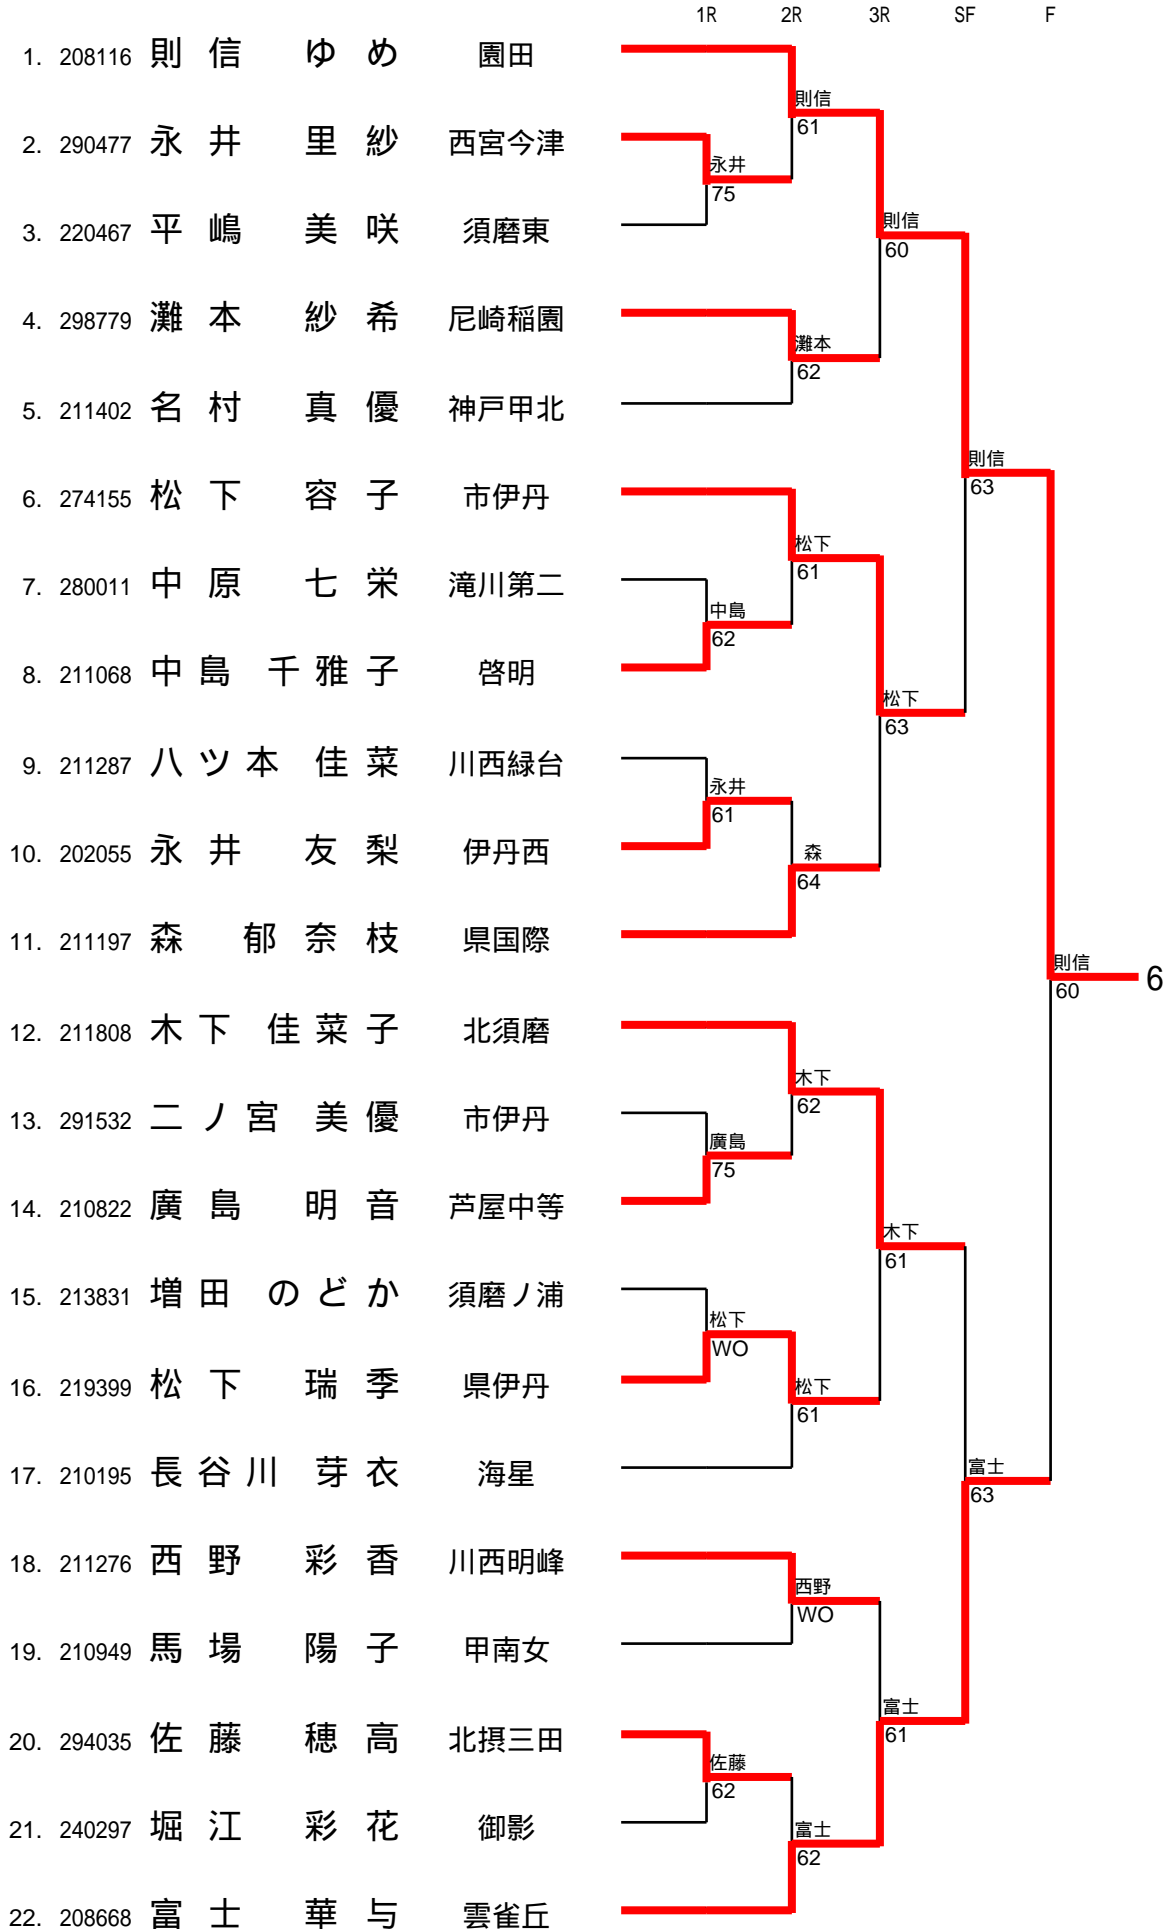 1R 2R 3R SF F
1. 208116 則信 ゆめ 園田
則信
61
2. 290477 永井 里紗 西宮今津
永井
75
3. 220467 平嶋 美咲 須磨東
則信
60
4. 298779 灘本 紗希 尼崎稲園
灘本
62
5. 211402 名村 真優 神戸甲北
則信
63
6. 274155 松下 容子 市伊丹
松下
61
7. 280011 中原 七栄 滝川第二
中島
62
8. 211068 中島 千雅子 啓明
松下
63
9. 211287 八ツ本 佳菜 川西緑台
永井
61
10. 202055 永井 友梨 伊丹西
森
64
11. 211197 森 郁奈枝 県国際
則信
60
6
12. 211808 木下 佳菜子 北須磨
木下
62
13. 291532 二ノ宮 美優 市伊丹
廣島
75
14. 210822 廣島 明音 芦屋中等
木下
61
15. 213831 増田 のどか 須磨ノ浦
松下
WO
16. 219399 松下 瑞季 県伊丹
松下
61
17. 210195 長谷川 芽衣 海星
富士
63
18. 211276 西野 彩香 川西明峰
西野
WO
19. 210949 馬場 陽子 甲南女
富士
61
20. 294035 佐藤 穂高 北摂三田
佐藤
62
21. 240297 堀江 彩花 御影
富士
62
22. 208668 富士 華与 雲雀丘